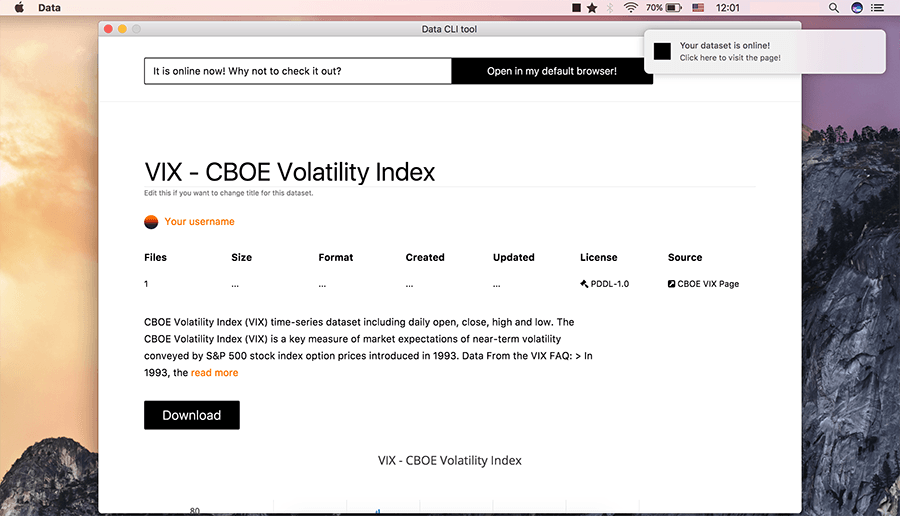 Data
70%
12:01
Data CLI tool
Your dataset is online!
Click here to visit the page!
It is online now! Why not to check it out?
Open in my default browser!
VIX - CBOE Volatility Index
Edit this if you want to change title for this dataset.
Your username
Files Size Format Created Updated License Source
1 ... ... ... ... PDDL-1.0 CBOE VIX Page
CBOE Volatility Index (VIX) time-series dataset including daily open, close, high and low. The
CBOE Volatility Index (VIX) is a key measure of market expectations of near-term volatility
conveyed by S&P 500 stock index option prices introduced in 1993. Data From the VIX FAQ: > In
1993, the read more
Download
VIX - CBOE Volatility Index
80